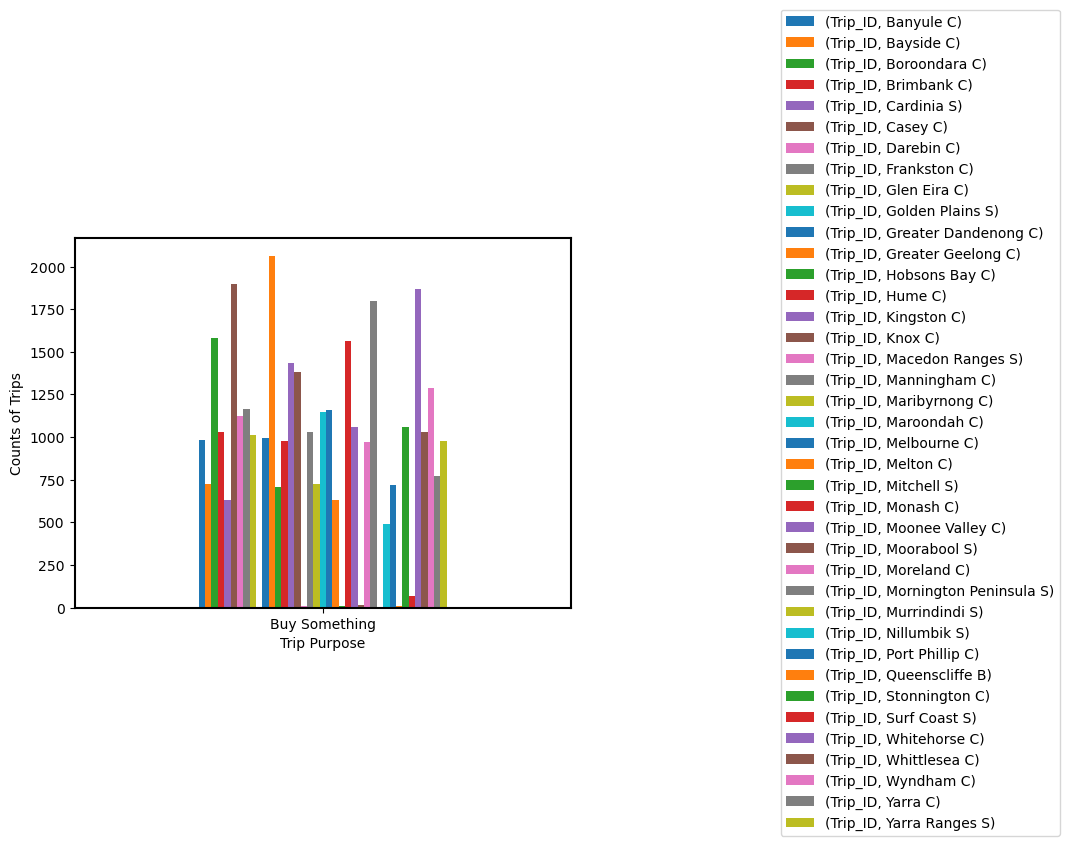 (Trip_ID, Banyule C)
(Trip_ID, Bayside C)
(Trip_ID, Boroondara C)
(Trip_ID, Brimbank C)
(Trip_ID, Cardinia S)
(Trip_ID, Casey C)
(Trip_ID, Darebin C)
(Trip_ID, Frankston C)
(Trip_ID, Glen Eira C)
(Trip_ID, Golden Plains S)
(Trip_ID, Greater Dandenong C)
(Trip_ID, Greater Geelong C)
(Trip_ID, Hobsons Bay C)
(Trip_ID, Hume C)
(Trip_ID, Kingston C)
(Trip_ID, Knox C)
(Trip_ID, Macedon Ranges S)
(Trip_ID, Manningham C)
(Trip_ID, Maribyrnong C)
(Trip_ID, Maroondah C)
(Trip_ID, Melbourne C)
(Trip_ID, Melton C)
(Trip_ID, Mitchell S)
(Trip_ID, Monash C)
(Trip_ID, Moonee Valley C)
(Trip_ID, Moorabool S)
(Trip_ID, Moreland C)
(Trip_ID, Mornington Peninsula S)
(Trip_ID, Murrindindi S)
(Trip_ID, Nillumbik S)
(Trip_ID, Port Phillip C)
(Trip_ID, Queenscliffe B)
(Trip_ID, Stonnington C)
(Trip_ID, Surf Coast S)
(Trip_ID, Whitehorse C)
(Trip_ID, Whittlesea C)
(Trip_ID, Wyndham C)
(Trip_ID, Yarra C)
(Trip_ID, Yarra Ranges S)
Counts of Trips
2000
1750
1500
1250
1000
750
500
250
0
Buy Something
Trip Purpose